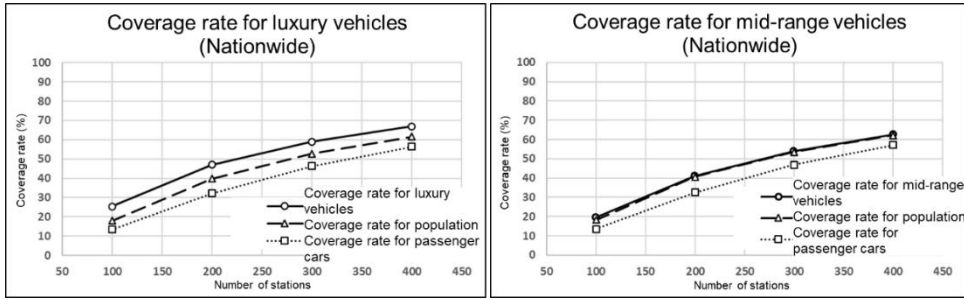 Coverage rate for luxury vehicles
(Nationwide)
Coverage rate (%)
100
90
80
70
60
50
40
30
20
10
0
50 100 150 200 250 300 350 400 450
Number of stations
Coverage rate for luxury
vehicles
Coverage rate for population
Coverage rate for passenger
cars
Coverage rate for mid-range vehicles
(Nationwide)
Coverage rate (%)
100
90
80
70
60
50
40
30
20
10
0
50 100 150 200 250 300 350 400 450
Number of stations
Coverage rate for mid-range
vehicles
Coverage rate for population
Coverage rate for
passenger cars